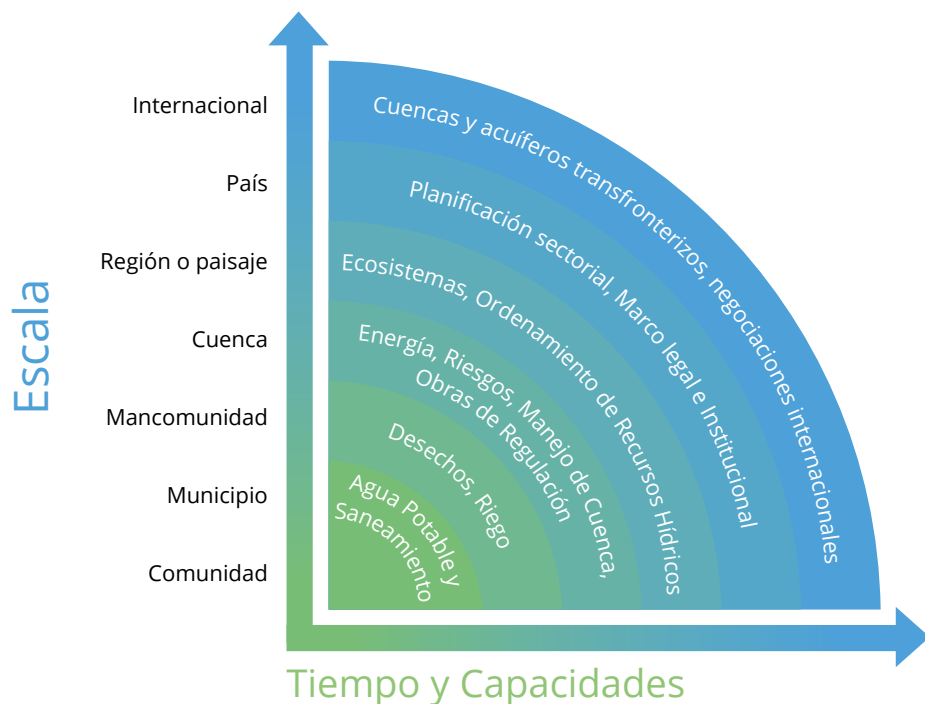 Escala
Internacional
País
Región o paisaje
Cuenca
Mancomunidad
Municipio
Comunidad
Cuencas y acuíferos transfronterizos, negociaciones internacionales
Planificación sectorial, Marco legal e Institucional
Ecosistemas, Ordenamiento de Recursos Hídricos
Energía, Riesgos, Manejo de Cuenca,
Obras de Regulación
Desechos, Riego
Agua Potable y
Saneamiento
Tiempo y Capacidades